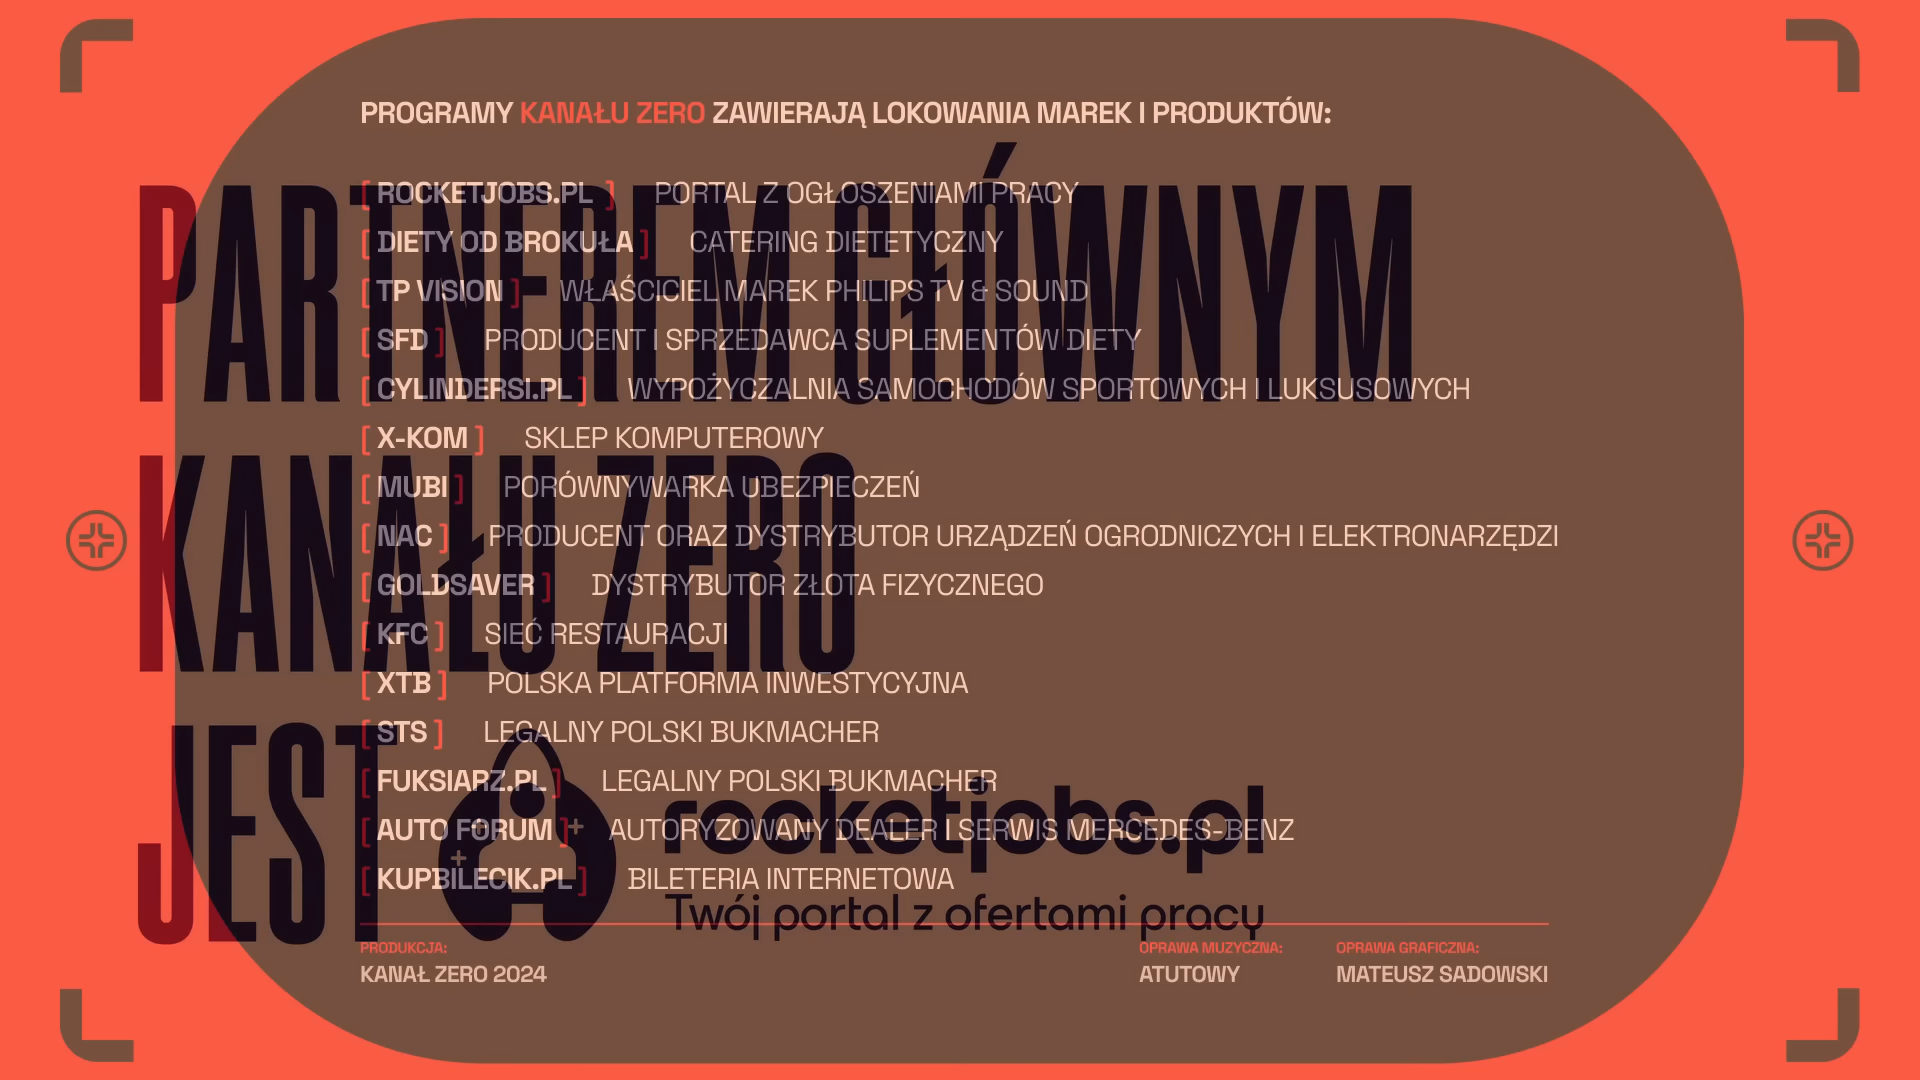 PROGRAMY KANAŁU ZERO ZAWIERAJĄ LOKOWANIA MAREK I PRODUKTÓW:
[ ROCKETJOBS.PL ] PORTAL Z OGŁOSZENIAMI PRACY
[ DIETY OD BROKUŁA ] CATERING DIETETYCZNY
[ TP VISION ] WŁAŚCICIEL MAREK PHILIPS TV & SOUND
[ SFD ] PRODUCENT I SPRZEDAWCA SUPLEMENTÓW DIETY
[ CYLINDERSI.PL ] WYPOŻYCZALNIA SAMOCHODÓW SPORTOWYCH I LUKSUSOWYCH
[ X-KOM ] SKLEP KOMPUTEROWY
[ MUBI ] PORÓWNYWARKA UBEZPIECZEŃ
[ NAC ] PRODUCENT ORAZ DYSTRYBUTOR URZĄDZEŃ OGRODNICZYCH I ELEKTRONARZĘDZI
[ GOLDSAVER ] DYSTRYBUTOR ZŁOTA FIZYCZNEGO
[ KFC ] SIEĆ RESTAURACJI
[ XTB ] POLSKA PLATFORMA INWESTYCYJNA
[ STS ] LEGALNY POLSKI BUKMACHER
[ FUKSIARZ.PL ] LEGALNY POLSKI BUKMACHER
[ AUTO FORUM ] AUTORYZOWANY DEALER I SERWIS MERCEDES-BENZ
[ KUPBILECIK.PL ] BILETERIA INTERNETOWA
PRODUKCJA:
KANAŁ ZERO 2024
OPRAWA MUZYCZNA:
ATUTOWY
OPRAWA GRAFICZNA:
MATEUSZ SADOWSKI
PARTNEREM GŁÓWNYM
KANAŁU ZERO
JEST
rocketjobs.pl
Twój portal z ofertami pracy